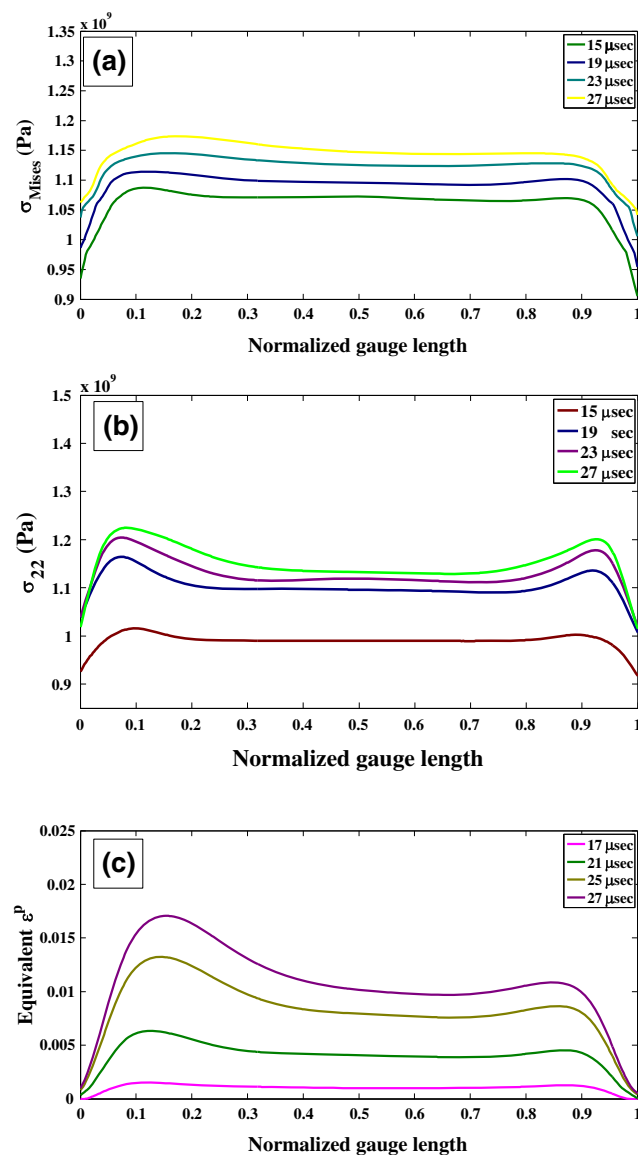 x 10⁹
1.35
1.3
1.25
1.2
1.15
1.1
1.05
1
0.95
0.9
σMises (Pa)
(a)
15 μsec
19 μsec
23 μsec
27 μsec
0 0.1 0.2 0.3 0.4 0.5 0.6 0.7 0.8 0.9 1
Normalized gauge length
x 10⁹
1.5
1.4
1.3
1.2
1.1
1
0.9
σ22 (Pa)
(b)
15 μsec
19 sec
23 μsec
27 μsec
0 0.1 0.2 0.3 0.4 0.5 0.6 0.7 0.8 0.9 1
Normalized gauge length
0.025
0.02
0.015
0.01
0.005
0
Equivalent εᵖ
(c)
17 μsec
21 μsec
25 μsec
27 μsec
0 0.1 0.2 0.3 0.4 0.5 0.6 0.7 0.8 0.9 1
Normalized gauge length